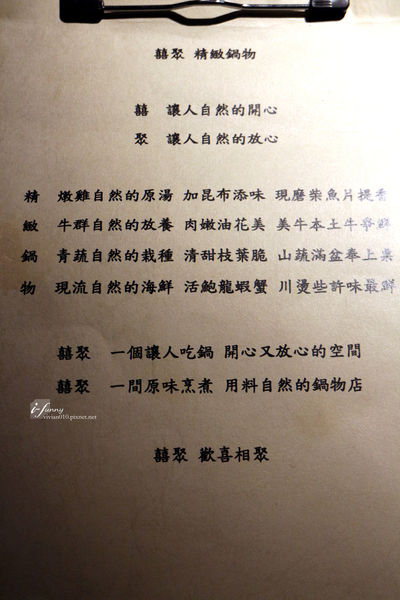 囍聚 精緻鍋物
囍 讓人自然的開心
聚 讓人自然的放心
精 燉雞自然的原湯 加昆布添味 現磨柴魚片提香
緻 牛群自然的放養 肉嫩油花美 美牛本土牛爭鮮
鍋 青蔬自然的栽種 清甜枝葉脆 山蔬滿盆奉上桌
物 現流自然的海鮮 活鮑龍蝦蟹 川燙些許味最鮮
囍聚 一個讓人吃鍋 開心又放心的空間
囍聚 一間原味烹煮 用料自然的鍋物店
i-funny
vivian010.pixnet.net
囍聚 歡喜相聚